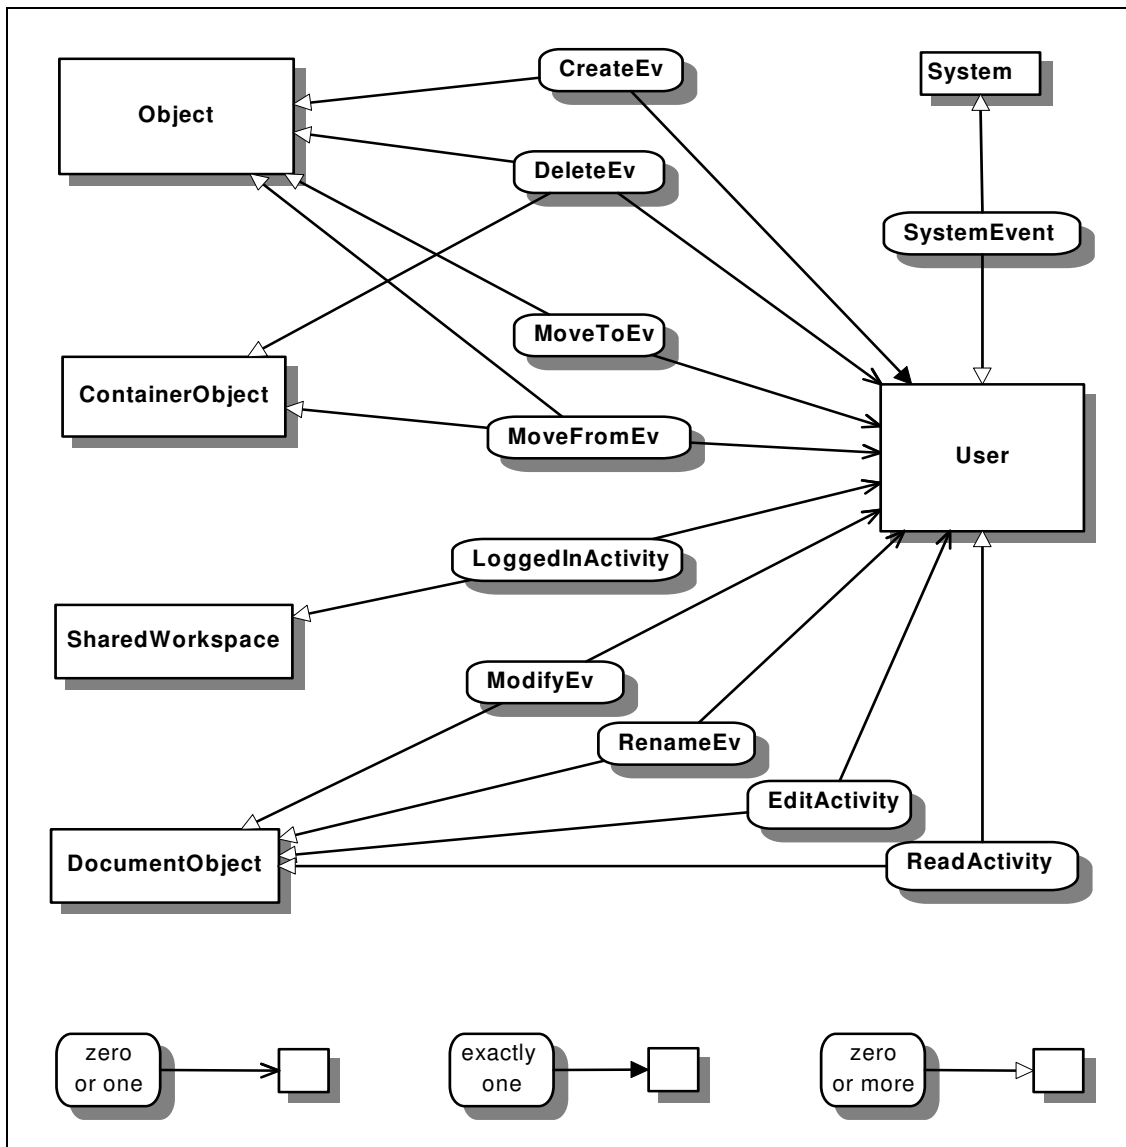 CreateEv
System
Object
DeleteEv
SystemEvent
MoveToEv
ContainerObject
MoveFromEv
User
LoggedInActivity
SharedWorkspace
ModifyEv
RenameEv
EditActivity
DocumentObject
ReadActivity
zero
or one
exactly
one
zero
or more